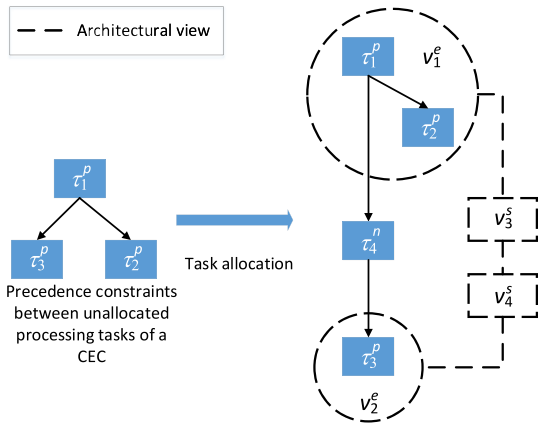 Architectural view
τ₁ᵖ
v₁ᵉ
τ₂ᵖ
τ₁ᵖ
τ₃ᵖ
τ₂ᵖ
Precedence constraints
between unallocated
processing tasks of a
CEC
Task allocation
τ₄ⁿ
v₃ˢ
v₄ˢ
τ₃ᵖ
v₂ᵉ